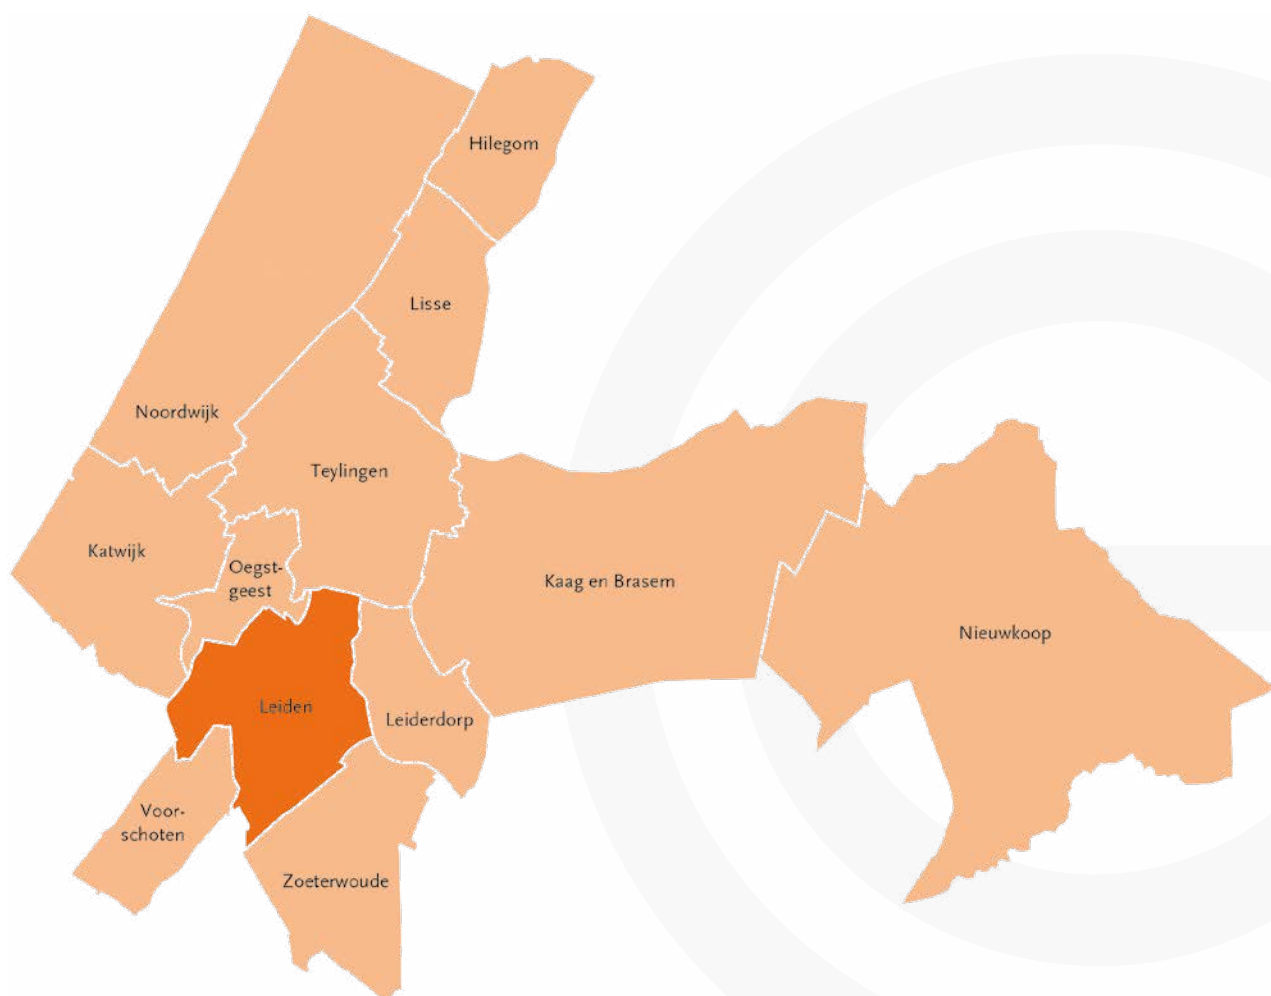 Hilegom
Lisse
Noordwijk
Teylingen
Katwijk
Oegst-
geest
Kaag en Brasem
Nieuwkoop
Leiden
Leiderdorp
Voor-
schoten
Zoeterwoude